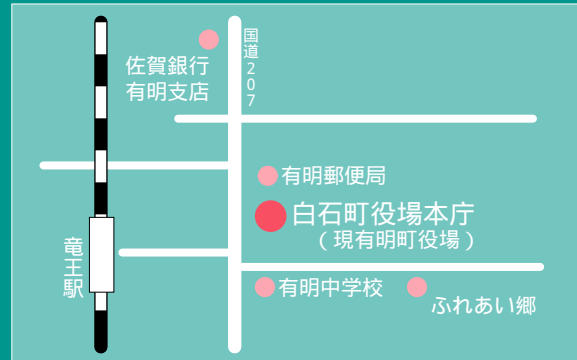 佐賀銀行
有明支店
国道207
有明郵便局
白石町役場本庁
（現有明町役場）
竜王駅
有明中学校
ふれあい郷